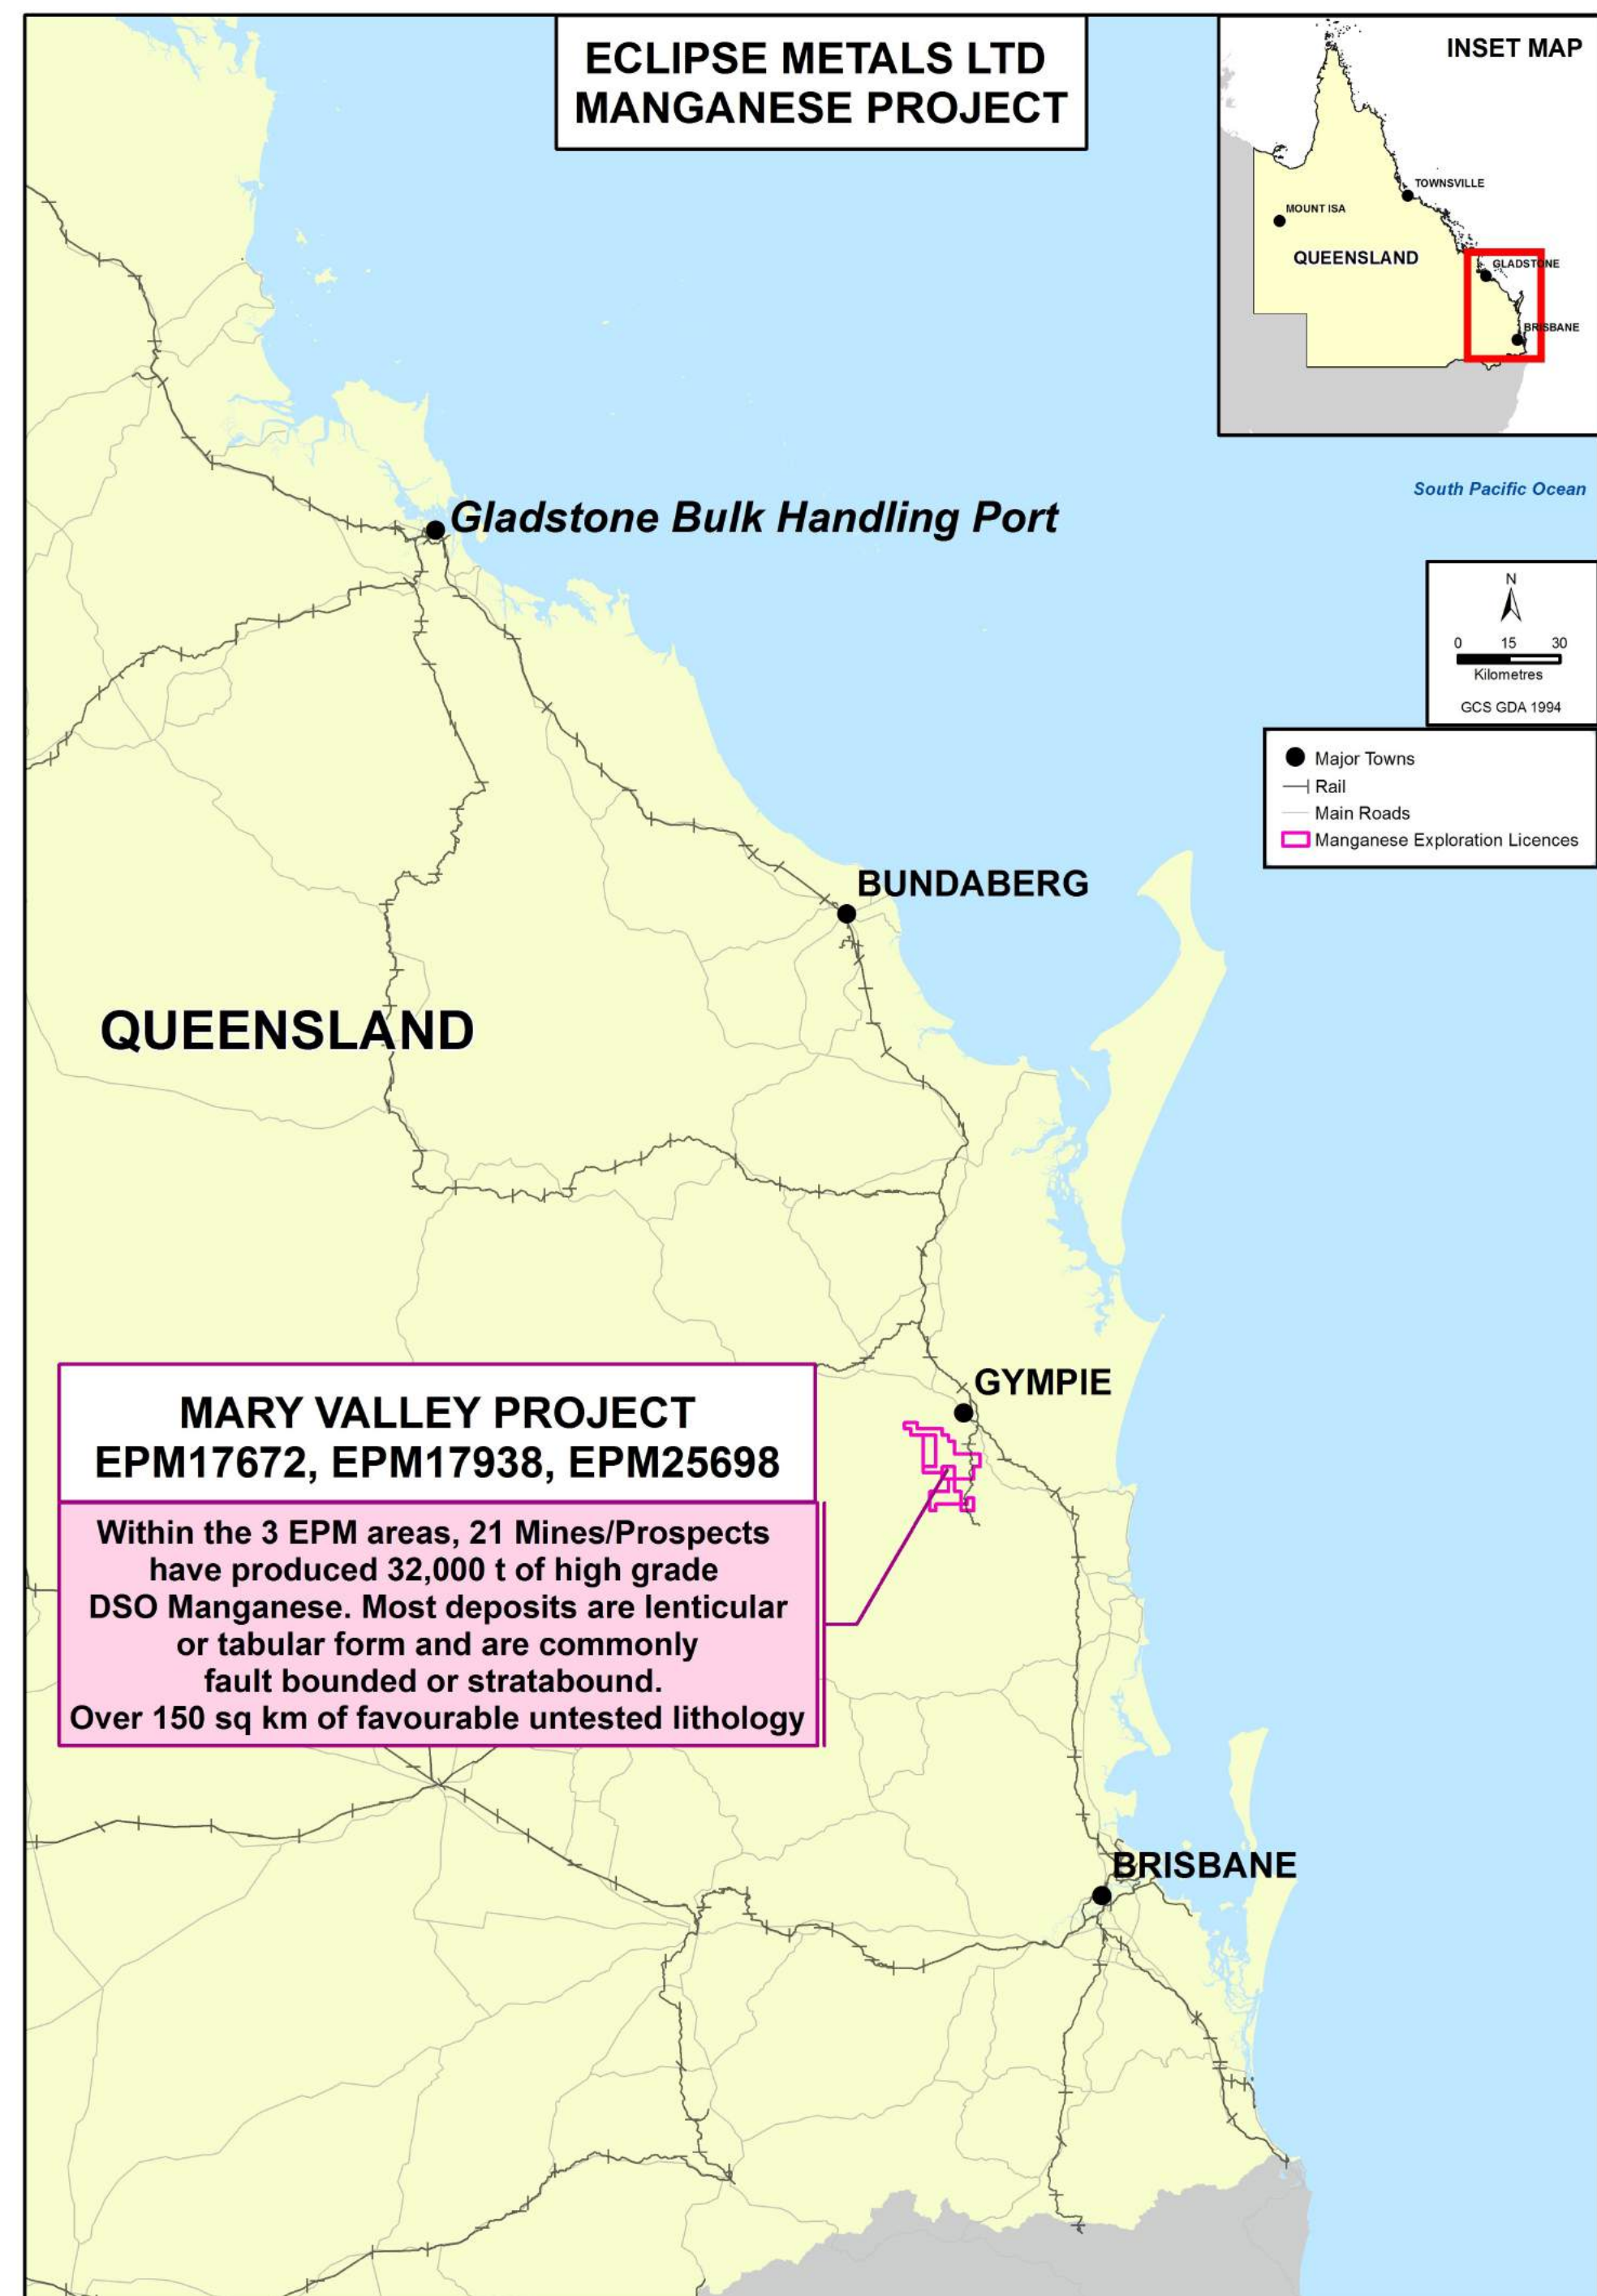 ECLIPSE METALS LTD
MANGANESE PROJECT
INSET MAP
TOWNSVILLE
MOUNT ISA
QUEENSLAND
GLADSTONE
BRISBANE
South Pacific Ocean
Gladstone Bulk Handling Port
N
0 15 30
Kilometres
GCS GDA 1994
Major Towns
Rail
Main Roads
Manganese Exploration Licences
BUNDABERG
QUEENSLAND
GYMPIE
MARY VALLEY PROJECT
EPM17672, EPM17938, EPM25698
Within the 3 EPM areas, 21 Mines/Prospects
have produced 32,000 t of high grade
DSO Manganese. Most deposits are lenticular
or tabular form and are commonly
fault bounded or stratabound.
Over 150 sq km of favourable untested lithology
BRISBANE